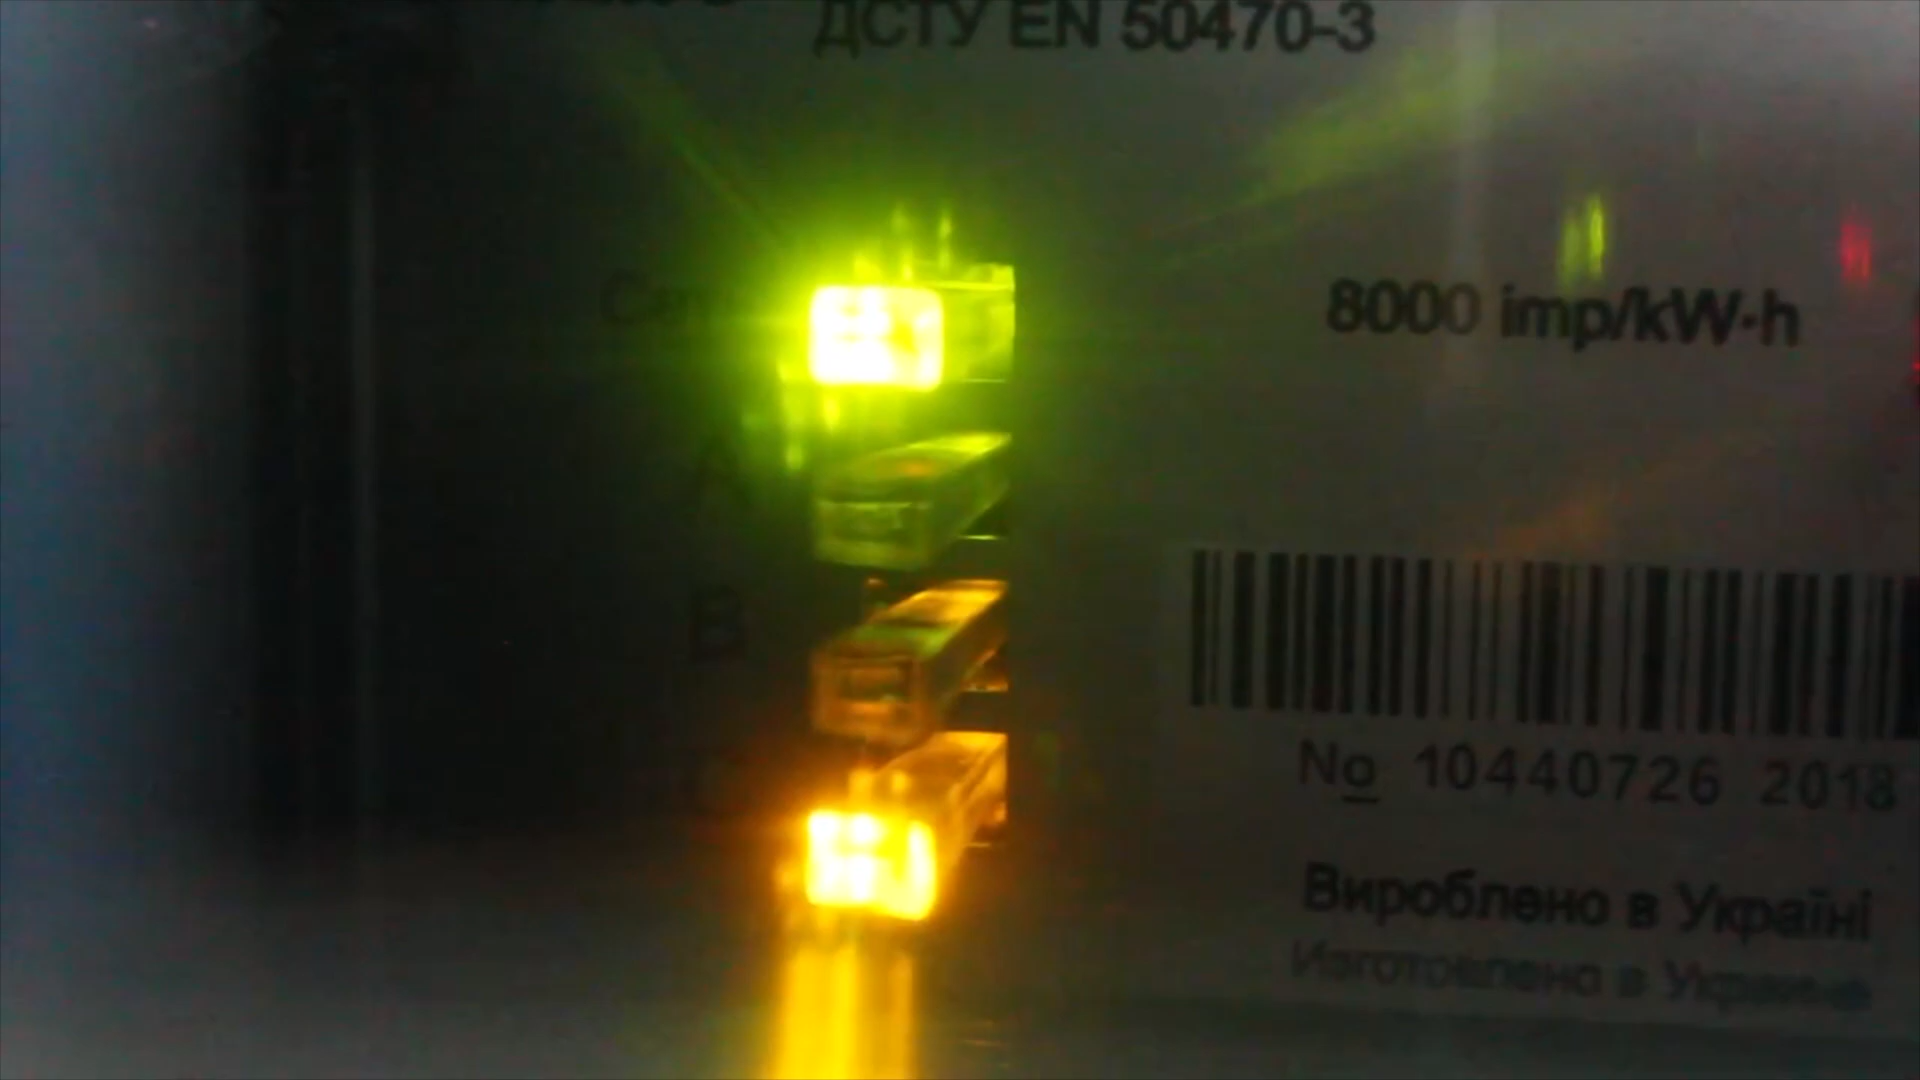 ДСТУ EN 50470-3
8000 imp/kW·h
A
B
№ 10440726 2018
Вироблено в Україні
Изготовлено в Украине